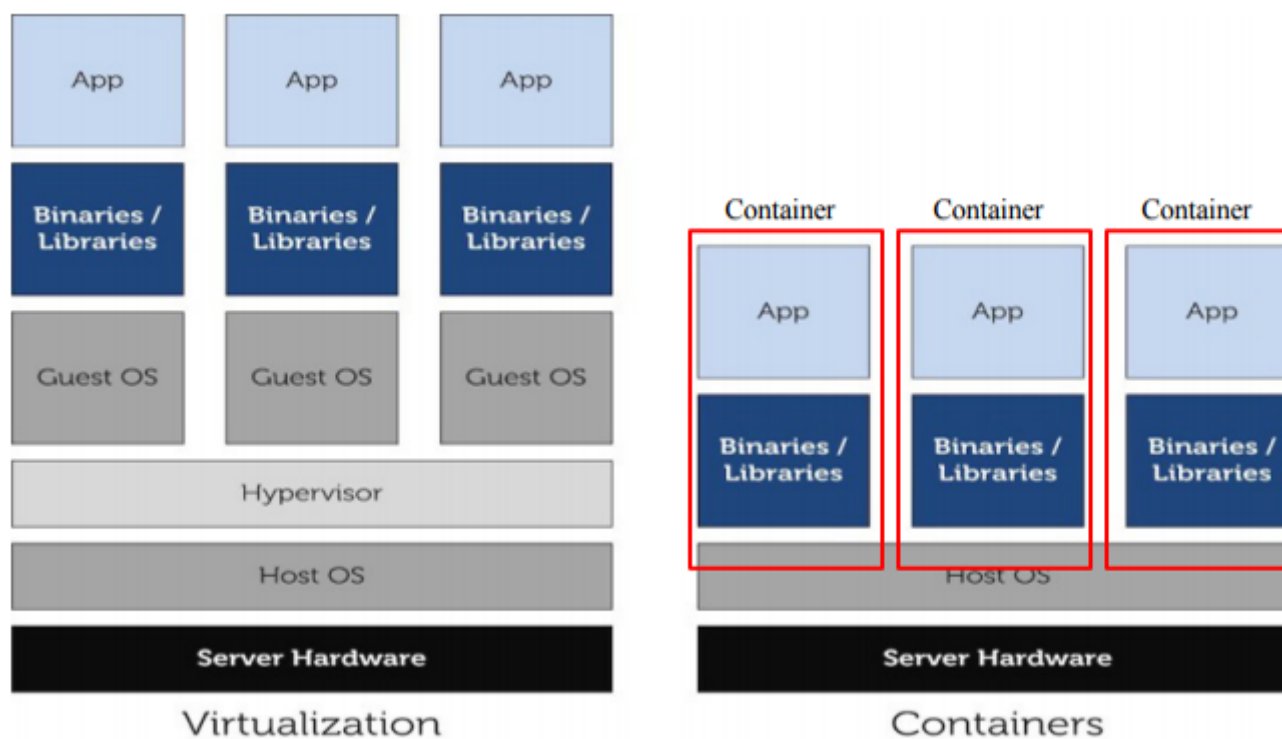 App App App
Binaries / Binaries / Binaries /
Libraries Libraries Libraries
Guest OS Guest OS Guest OS
Hypervisor
Host OS
Server Hardware
Virtualization
Container Container Container
App App App
Binaries / Binaries / Binaries /
Libraries Libraries Libraries
Host OS
Server Hardware
Containers